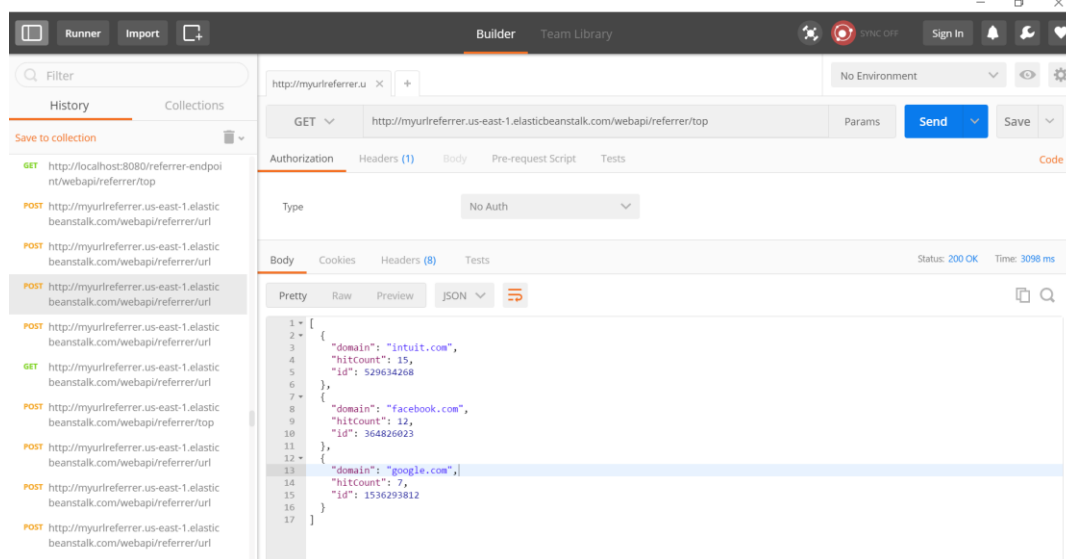 Runner Import Builder Team Library SYNC OFF Sign In
Filter
History Collections
Save to collection
GET http://localhost:8080/referrer-endpoi
nt/webapi/referrer/top
POST http://myurlreferrer.us-east-1.elastic
beanstalk.com/webapi/referrer/url
POST http://myurlreferrer.us-east-1.elastic
beanstalk.com/webapi/referrer/url
POST http://myurlreferrer.us-east-1.elastic
beanstalk.com/webapi/referrer/url
POST http://myurlreferrer.us-east-1.elastic
beanstalk.com/webapi/referrer/url
GET http://myurlreferrer.us-east-1.elastic
beanstalk.com/webapi/referrer/url
POST http://myurlreferrer.us-east-1.elastic
beanstalk.com/webapi/referrer/top
POST http://myurlreferrer.us-east-1.elastic
beanstalk.com/webapi/referrer/url
POST http://myurlreferrer.us-east-1.elastic
beanstalk.com/webapi/referrer/url
POST http://myurlreferrer.us-east-1.elastic
beanstalk.com/webapi/referrer/url
http://myurlreferrer.u No Environment
GET http://myurlreferrer.us-east-1.elasticbeanstalk.com/webapi/referrer/top Params Send Save
Authorization Headers (1) Body Pre-request Script Tests Code
Type No Auth
Body Cookies Headers (8) Tests Status: 200 OK Time: 3098 ms
Pretty Raw Preview JSON
1 [
2 {
3 "domain": "intuit.com",
4 "hitCount": 15,
5 "id": 529634268
6 },
7 {
8 "domain": "facebook.com",
9 "hitCount": 12,
10 "id": 364826023
11 },
12 {
13 "domain": "google.com",
14 "hitCount": 7,
15 "id": 1536293812
16 }
17 ]